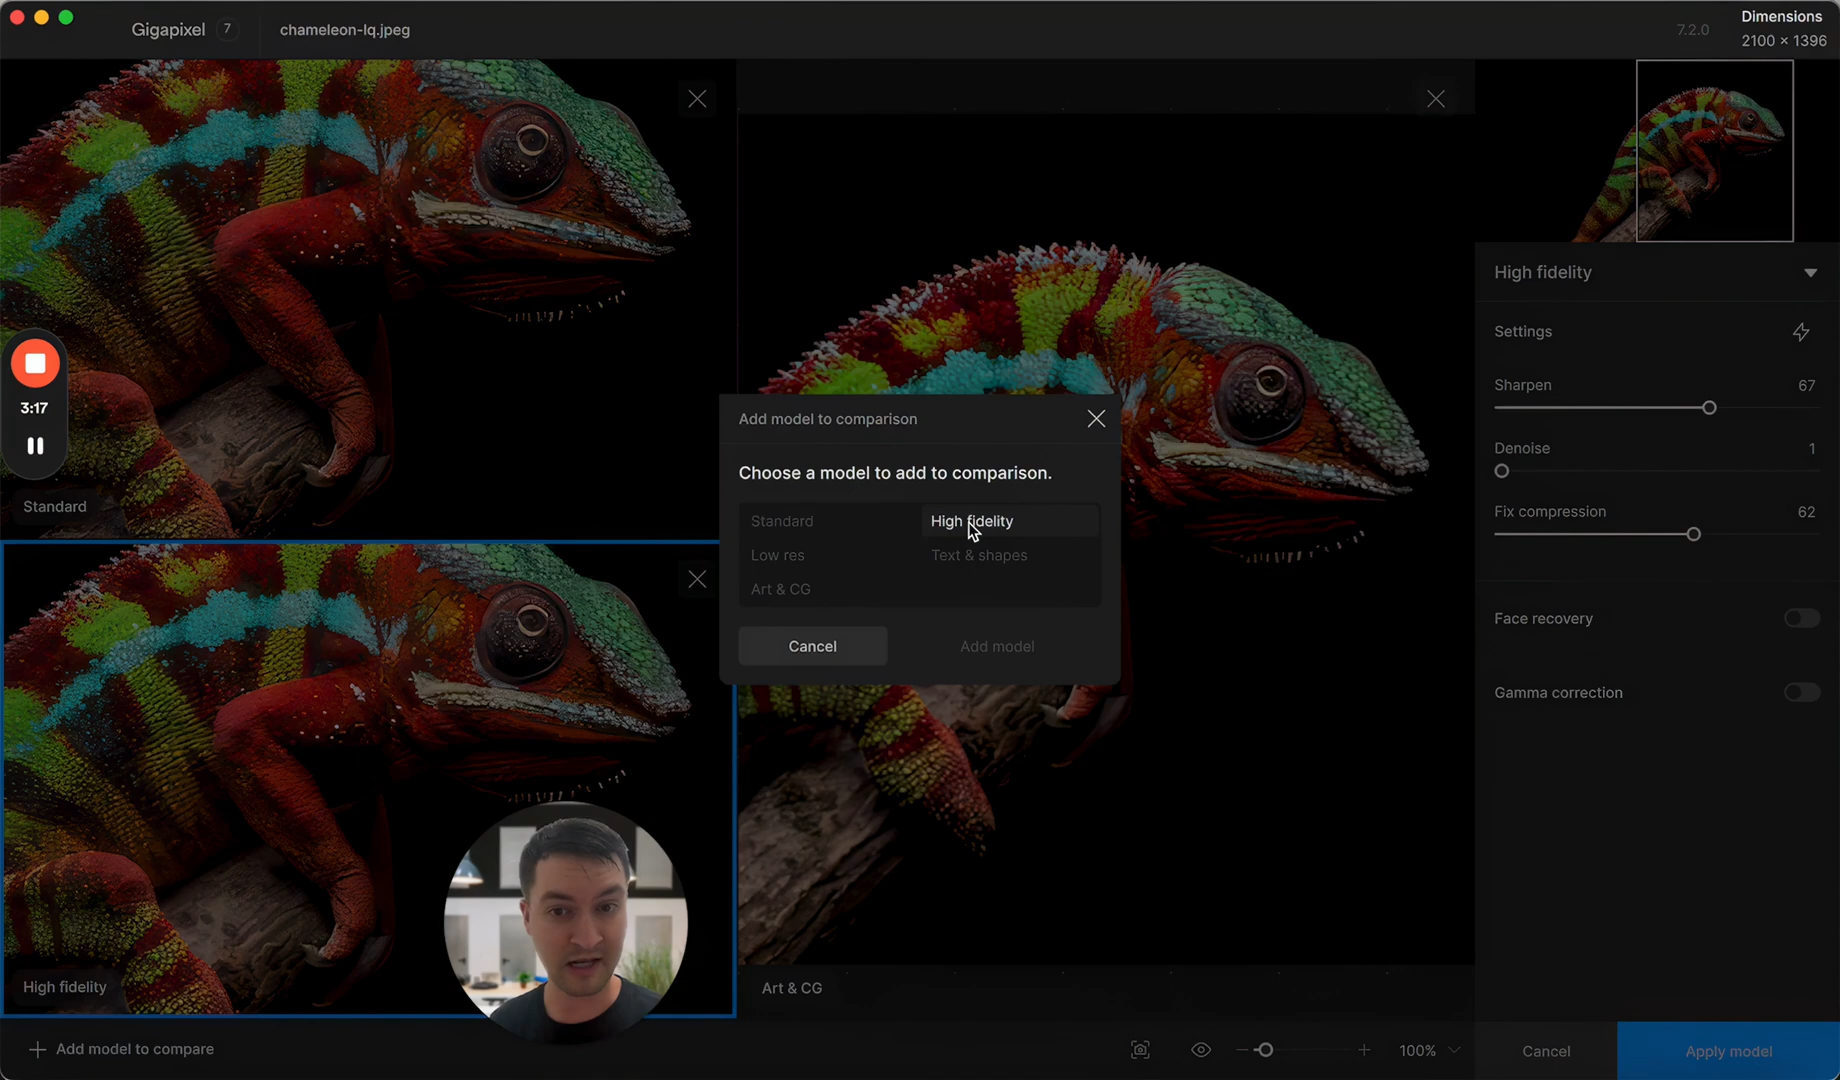 Gigapixel 7
chameleon-lq.jpeg
7.2.0
Dimensions
2100 × 1396
High fidelity
Settings
Sharpen 67
Denoise 1
Fix compression 62
Face recovery
Gamma correction
3:17
Standard
Add model to comparison
Choose a model to add to comparison.
Standard
High fidelity
Low res
Text & shapes
Art & CG
Cancel
Add model
High fidelity
Art & CG
Add model to compare
100%
Cancel
Apply model